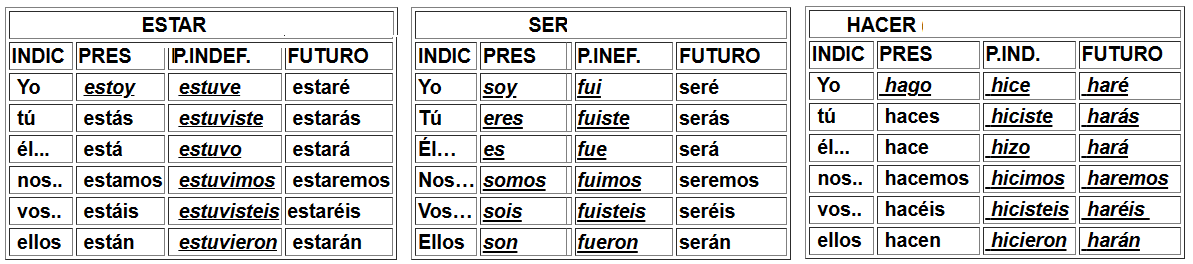 ESTAR
INDIC PRES P.INDEF. FUTURO
Yo estoy estuve estaré
tú estás estuviste estarás
él... está estuvo estará
nos.. estamos estuvimos estaremos
vos.. estáis estuvisteis estaréis
ellos están estuvieron estarán
SER
INDIC PRES P.INEF. FUTURO
Yo soy fui seré
Tú eres fuiste serás
Él… es fue será
Nos… somos fuimos seremos
Vos… sois fuisteis seréis
Ellos son fueron serán
HACER
INDIC PRES P.IND. FUTURO
Yo hago hice haré
tú haces hiciste harás
él... hace hizo hará
nos.. hacemos hicimos haremos
vos.. hacéis hicisteis haréis
ellos hacen hicieron harán